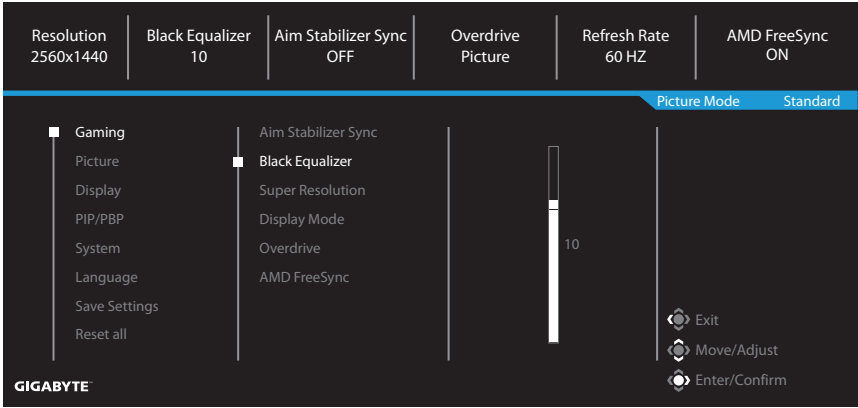 Resolution
2560x1440
Black Equalizer
10
Aim Stabilizer Sync
OFF
Overdrive
Picture
Refresh Rate
60 HZ
AMD FreeSync
ON
Picture Mode Standard
Gaming
Picture
Display
PIP/PBP
System
Language
Save Settings
Reset all
Aim Stabilizer Sync
Black Equalizer
Super Resolution
Display Mode
Overdrive
AMD FreeSync
10
Exit
Move/Adjust
Enter/Confirm
GIGABYTE™